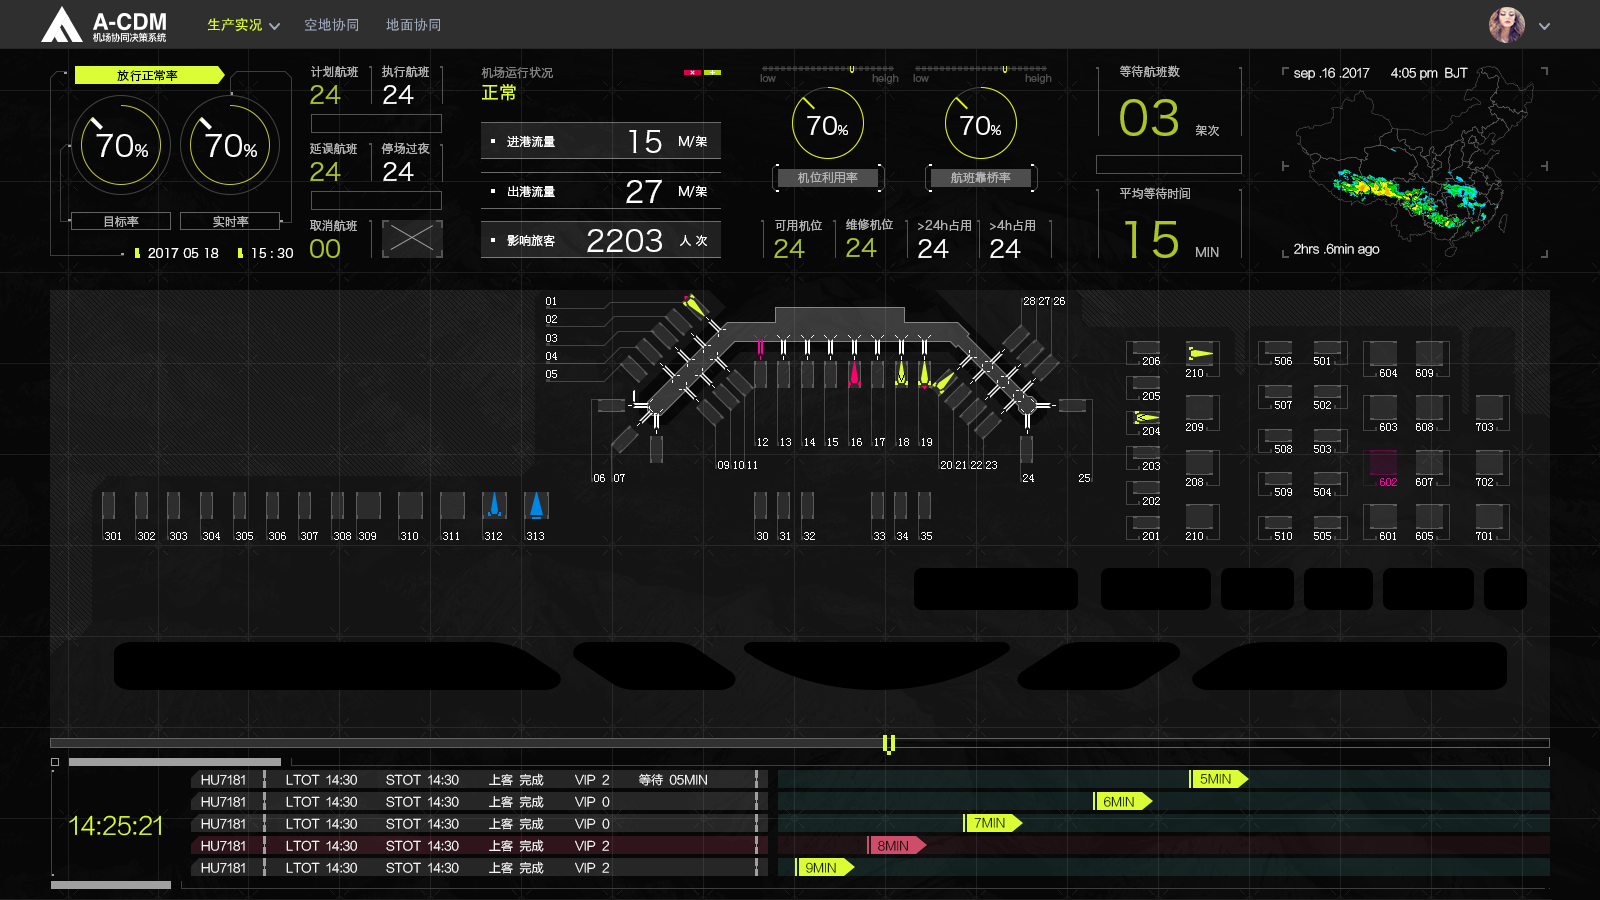 A-CDM
机场协同决策系统
生产实况
空地协同
地面协同
放行正常率
70%
70%
目标率
实时率
2017 05 18
15 : 30
计划航班
24
执行航班
24
延误航班
24
停场过夜
24
取消航班
00
机场运行状况
正常
进港流量 15 M/架
出港流量 27 M/架
影响旅客 2203 人 次
low heigh
70%
机位利用率
low heigh
70%
航班靠桥率
可用机位
24
维修机位
24
>24h占用
24
>4h占用
24
等待航班数
03 架次
平均等待时间
15 MIN
sep .16 .2017 4:05 pm BJT
2hrs .6min ago
01
02
03
04
05
06 07
09 10 11
12 13 14 15 16 17 18 19
20 21 22 23
24
25
28 27 26
30 31 32 33 34 35
301 302 303 304 305 306 307 308 309 310 311 312 313
206
205
204
203
202
201
210
209
208
210
506 501
507 502
508 503
509 504
510 505
604 609
603 608 703
602 607 702
601 605 701
14:25:21
HU7181 LTOT 14:30 STOT 14:30 上客 完成 VIP 2 等待 05MIN 5MIN
HU7181 LTOT 14:30 STOT 14:30 上客 完成 VIP 0 6MIN
HU7181 LTOT 14:30 STOT 14:30 上客 完成 VIP 0 7MIN
HU7181 LTOT 14:30 STOT 14:30 上客 完成 VIP 2 8MIN
HU7181 LTOT 14:30 STOT 14:30 上客 完成 VIP 2 9MIN